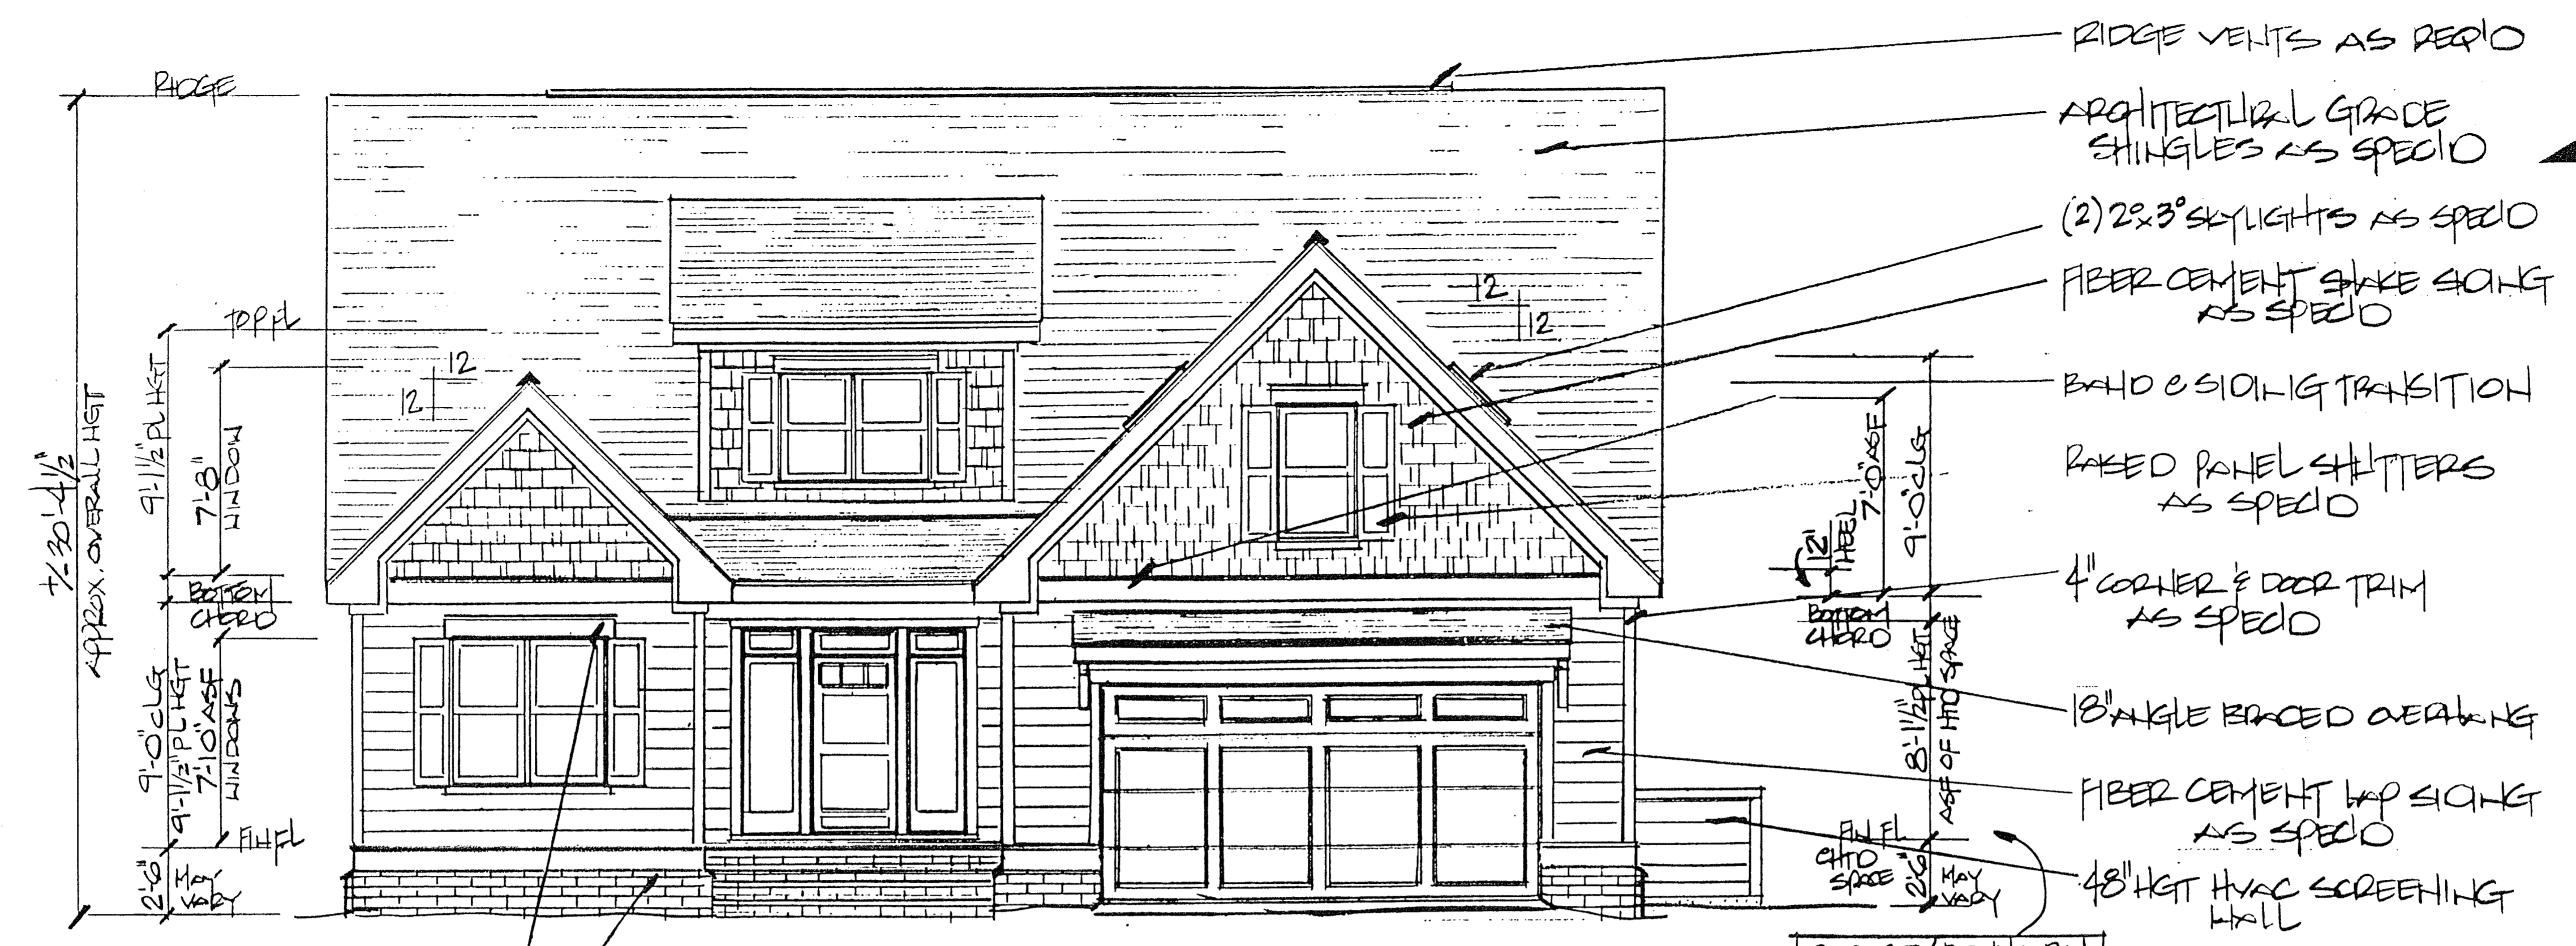 RIDGE
TOP PL
+/- 30'-4 1/2"
APPROX. OVERALL HGT
9'-1 1/2" PL HGT
7'-8"
WINDOW
BOTTOM
CHORD
9'-0" CLG
9'-1 1/2" PL HGT
7'-10" ASF
WINDOWS
FIN FL
2'-6"
MAY
VARY
12
12
12
12
RIDGE VENTS AS REQ'D
ARCHITECTURAL GRADE
SHINGLES AS SPEC'D
(2) 2⁰x3⁰ SKYLIGHTS AS SPEC'D
FIBER CEMENT SHAKE SIDING
AS SPEC'D
BAND @ SIDING TRANSITION
RASED PANEL SHUTTERS
AS SPEC'D
4" CORNER & DOOR TRIM
AS SPEC'D
18" ANGLE BRACED OVERHANG
FIBER CEMENT LAP SIDING
AS SPEC'D
48" HGT HVAC SCREENING
WALL
12"
HEEL
7'-0" ASF
9'-0" CLG
BOTTOM
CHORD
8'-1 1/2" PL HGT
ASF OF HTD SPACE
FIN FL
@ HTD
SPACE
2'-6"
MAY
VARY